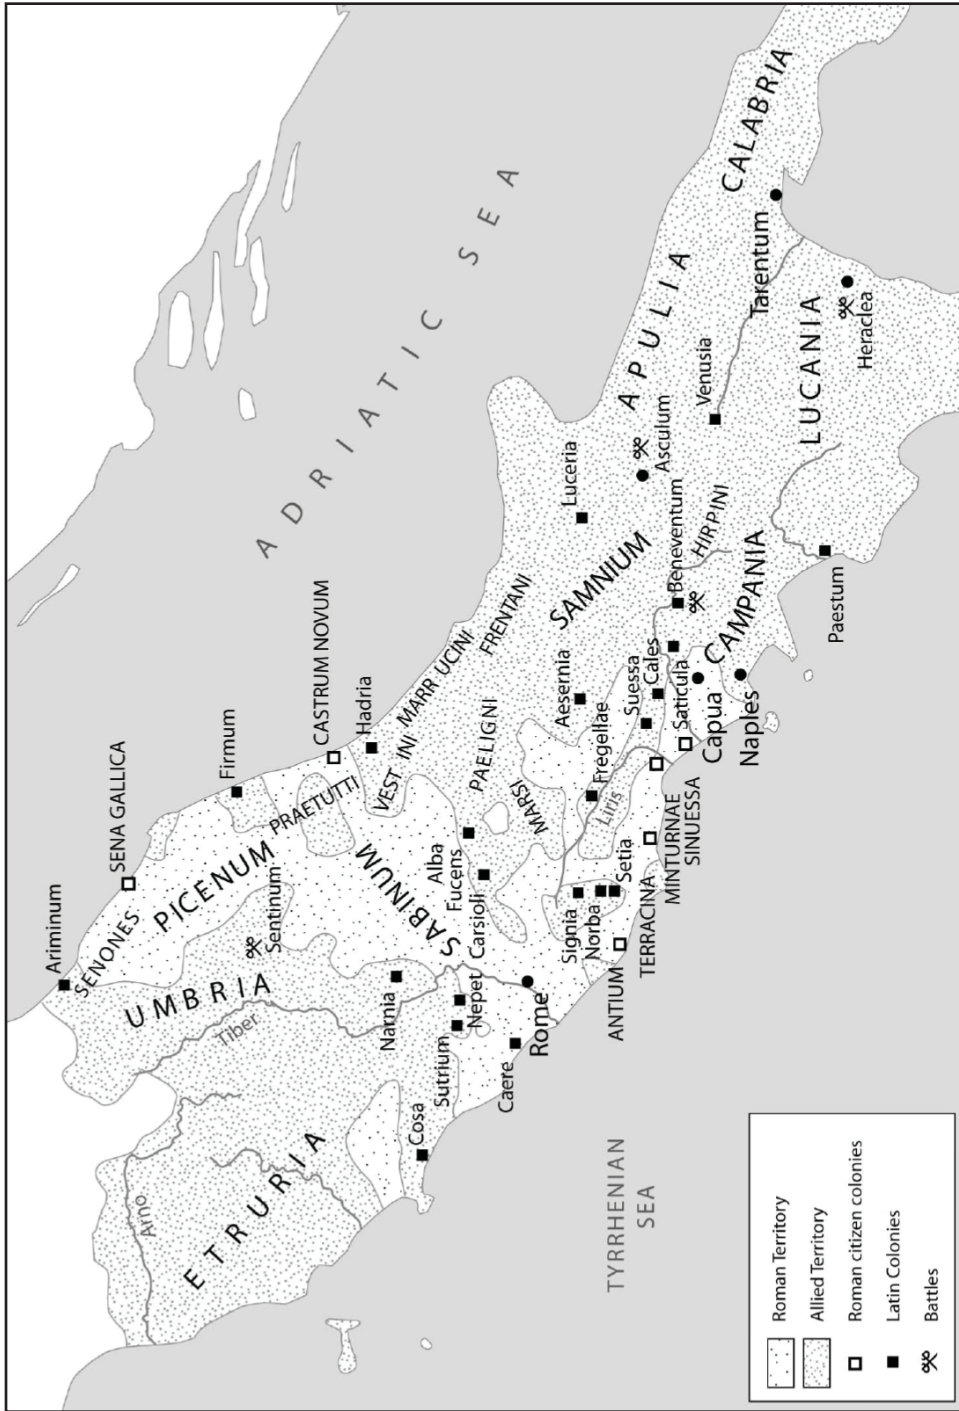 ADRIATIC SEA
TYRRHENIAN
SEA
Arno
ETRURIA
Tiber
UMBRIA
Ariminum
SENONES
SENA GALLICA
PICENUM
Sentinum
Firmum
PRAETUTTI
CASTRUM NOVUM
Hadria
VESTINI
MARRUCINI
FRENTANI
SABINUM
Narnia
Nepet
Sutrium
Cosa
Caere
Rome
Alba
Fucens
Carsioli
PAELIGNI
MARSI
Signia
Norba
Setia
ANTIUM
TERRACINA
MINTURNAE
SINUESSA
Liris
Fregellae
Aesernia
Suessa
Cales
Saticula
Capua
Naples
SAMNIUM
CAMPANIA
Beneventum
HIRPINI
Luceria
Asculum
APULIA
Venusia
Paestum
LUCANIA
Heraclea
Tarentum
CALABRIA
Roman Territory
Allied Territory
Roman citizen colonies
Latin Colonies
Battles